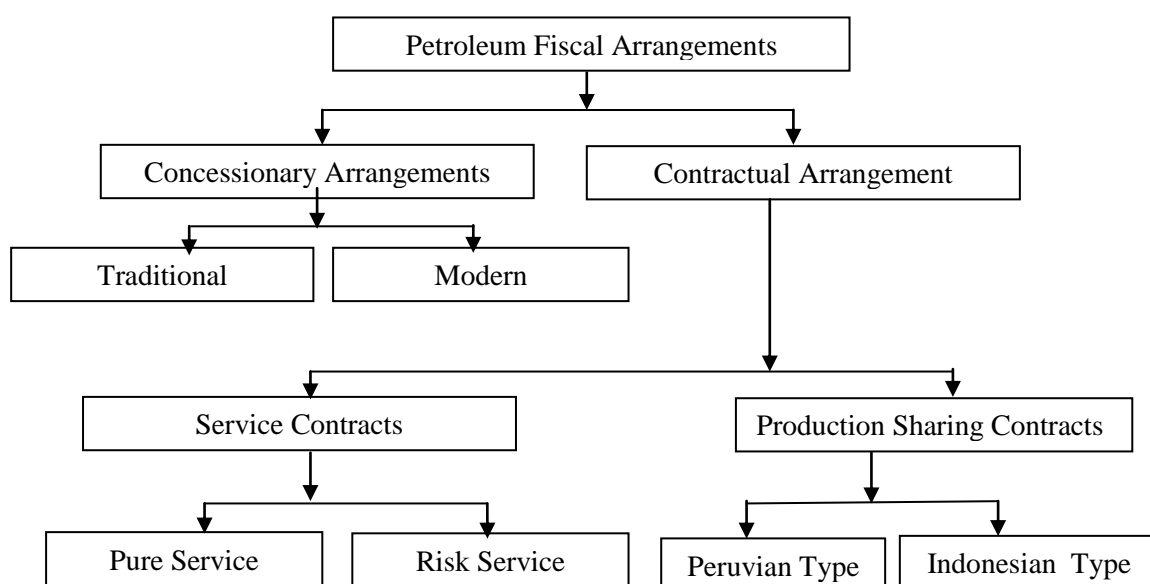 Petroleum Fiscal Arrangements
Concessionary Arrangements
Contractual Arrangement
Traditional
Modern
Service Contracts
Production Sharing Contracts
Pure Service
Risk Service
Peruvian Type
Indonesian Type